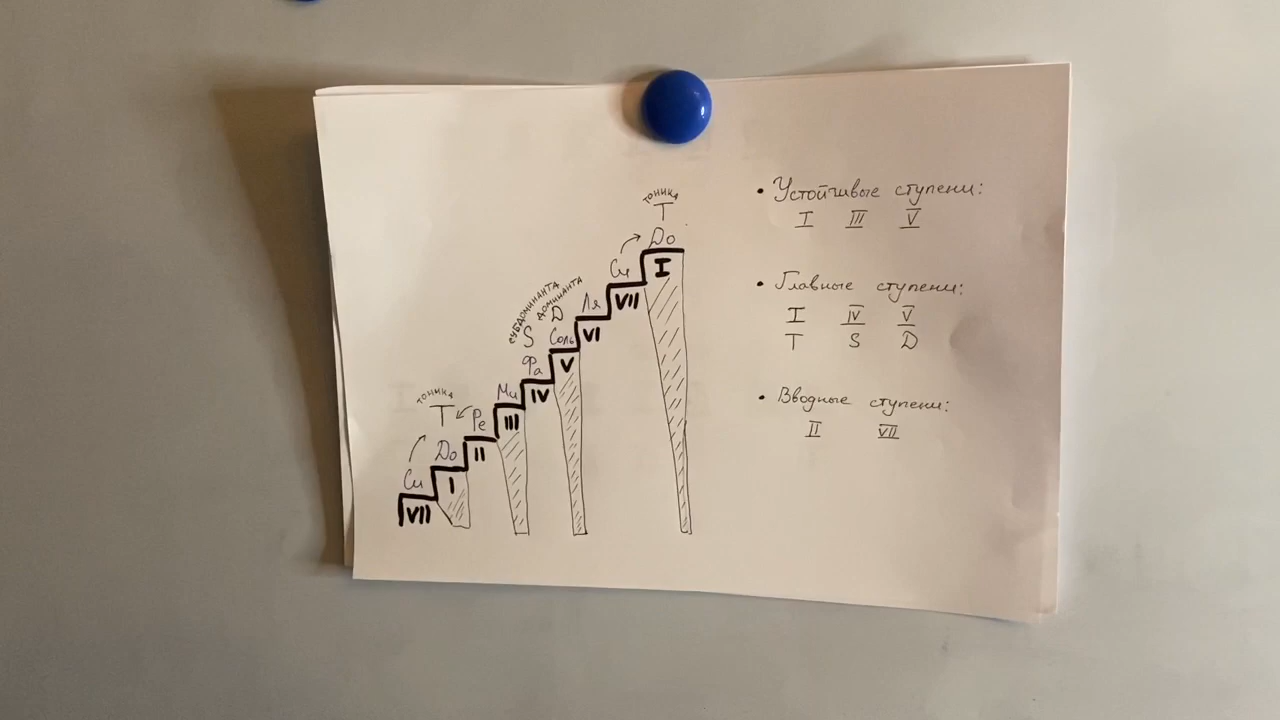 тоника
T
До
Си
I
VII
Ля
VI
субдоминанта
доминанта
D
S
Соль
V
Фа
IV
Ми
III
тоника
T
Ре
II
До
I
Си
VII
• Устойчивые ступени:
I III V
• Главные ступени:
I IV V
T S D
• Вводные ступени:
II VII